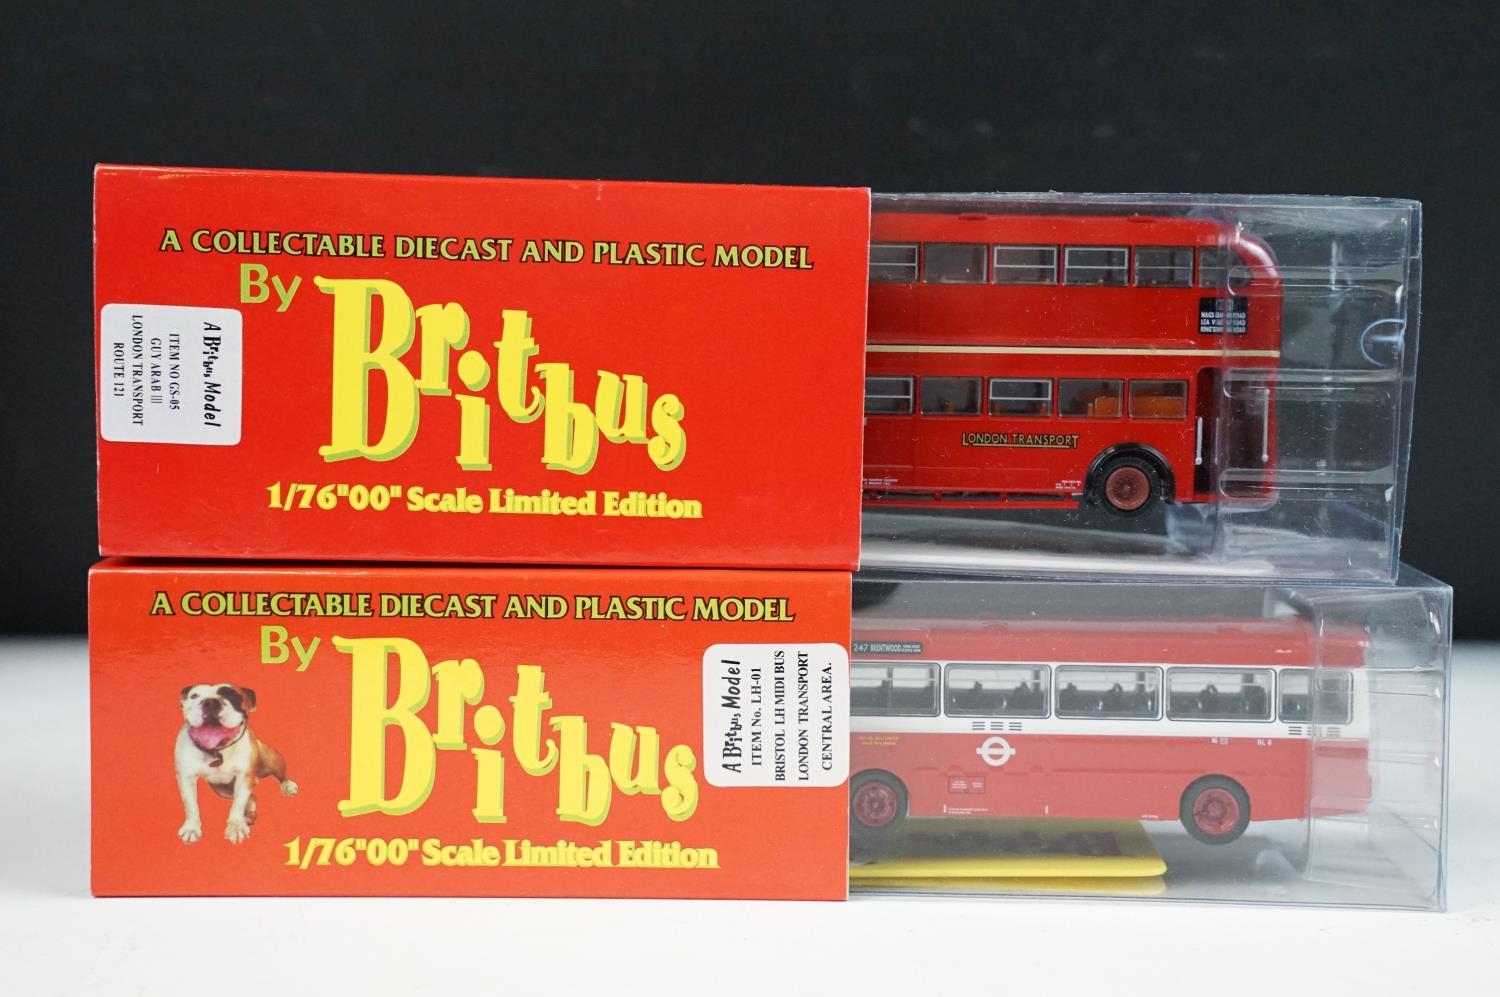 A COLLECTABLE DIECAST AND PLASTIC MODEL
By
Britbus
1/76"00" Scale Limited Edition
A Britbus Model
ITEM NO GS-05
GUY ARAB III
LONDON TRANSPORT
ROUTE 121
LONDON TRANSPORT
A COLLECTABLE DIECAST AND PLASTIC MODEL
By
Britbus
1/76"00" Scale Limited Edition
A Britbus Model
ITEM No. LH-01
BRISTOL LH MIDI BUS
LONDON TRANSPORT
CENTRAL AREA.
247 BRENTWOOD
BL 8